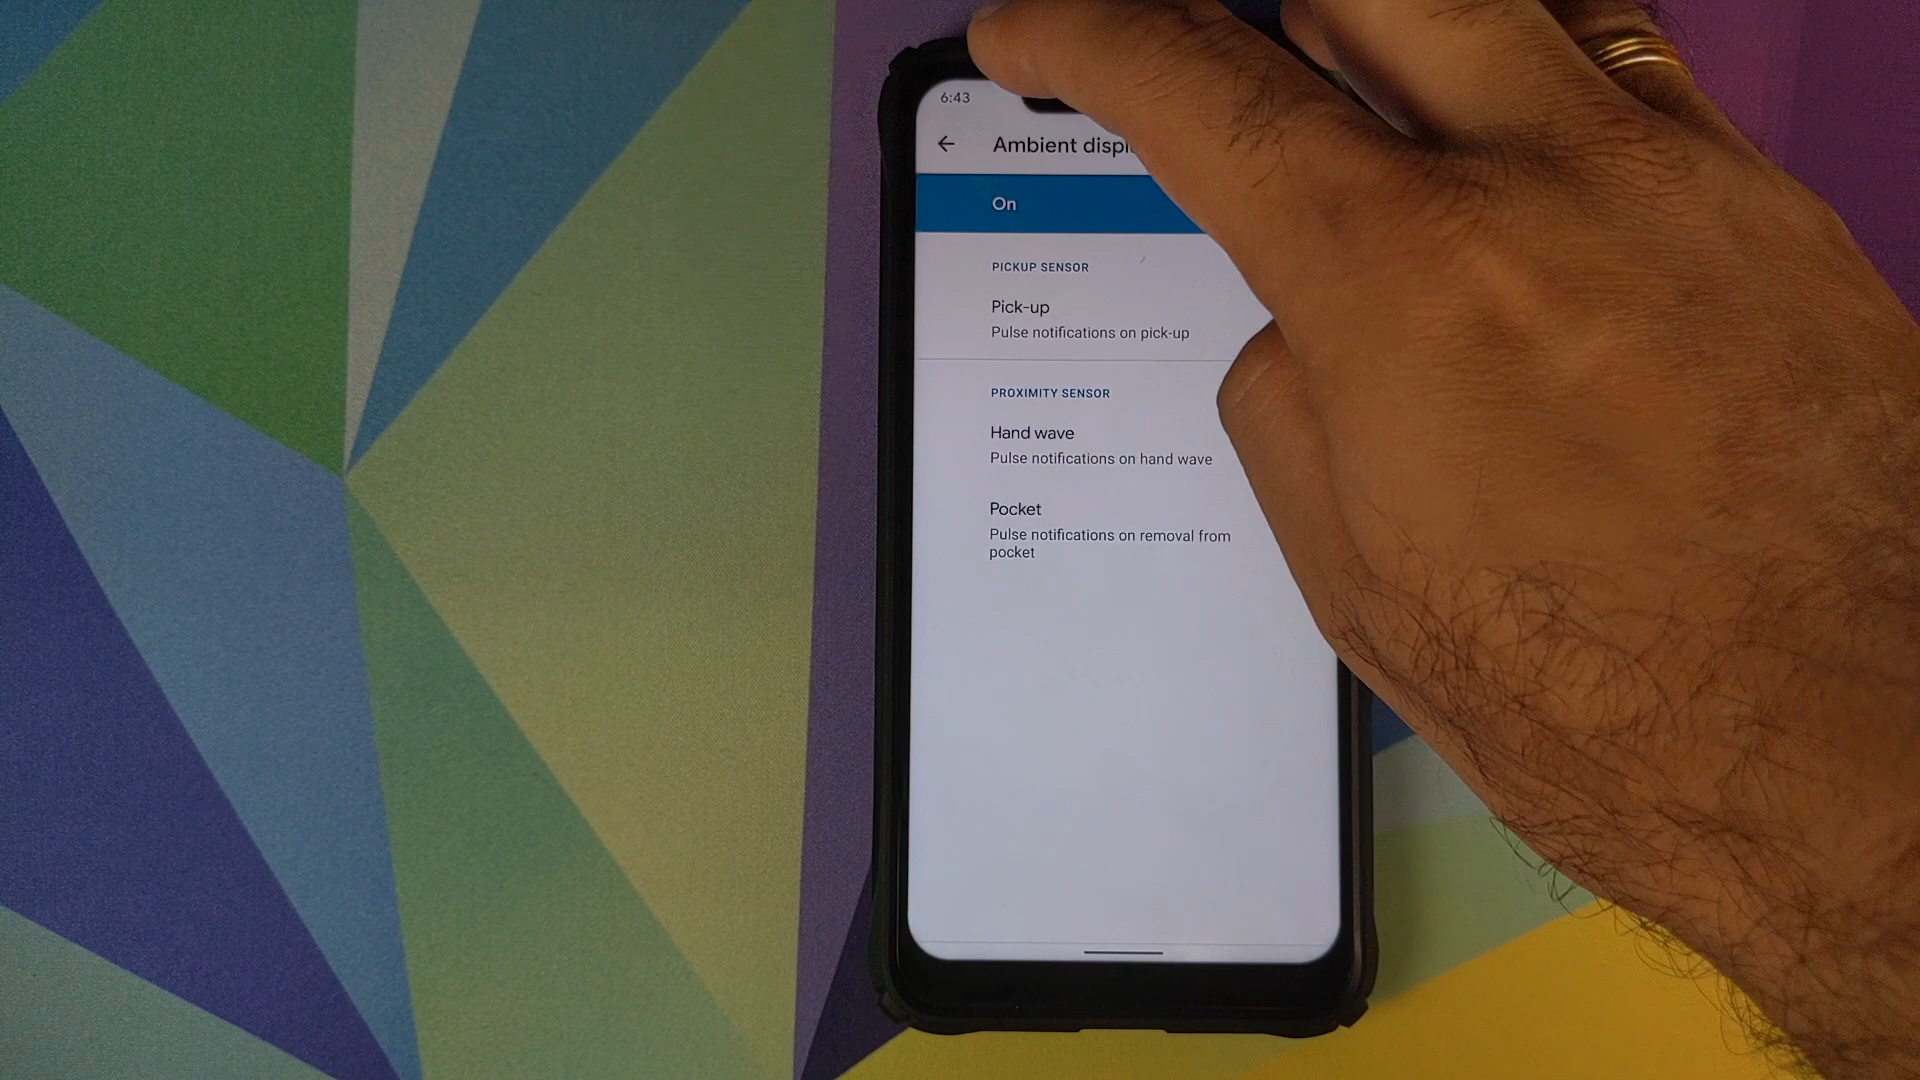 6:43
Ambient
On
PICKUP SENSOR
Pick-up
Pulse notifications on pick-up
PROXIMITY SENSOR
Hand wave
Pulse notifications on hand wave
Pocket
Pulse notifications on removal from
pocket